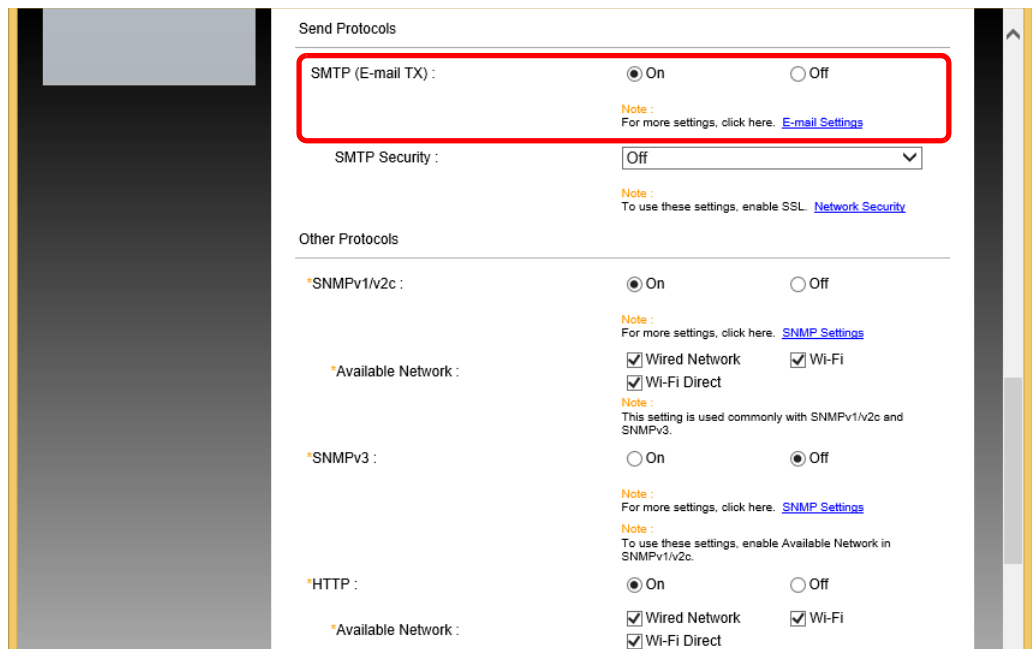 Send Protocols
SMTP (E-mail TX) : On Off
Note :
For more settings, click here. E-mail Settings
SMTP Security : Off
Note :
To use these settings, enable SSL. Network Security
Other Protocols
*SNMPv1/v2c : On Off
Note :
For more settings, click here. SNMP Settings
*Available Network : Wired Network Wi-Fi
Wi-Fi Direct
Note :
This setting is used commonly with SNMPv1/v2c and
SNMPv3.
*SNMPv3 : On Off
Note :
For more settings, click here. SNMP Settings
Note :
To use these settings, enable Available Network in
SNMPv1/v2c.
*HTTP : On Off
*Available Network : Wired Network Wi-Fi
Wi-Fi Direct